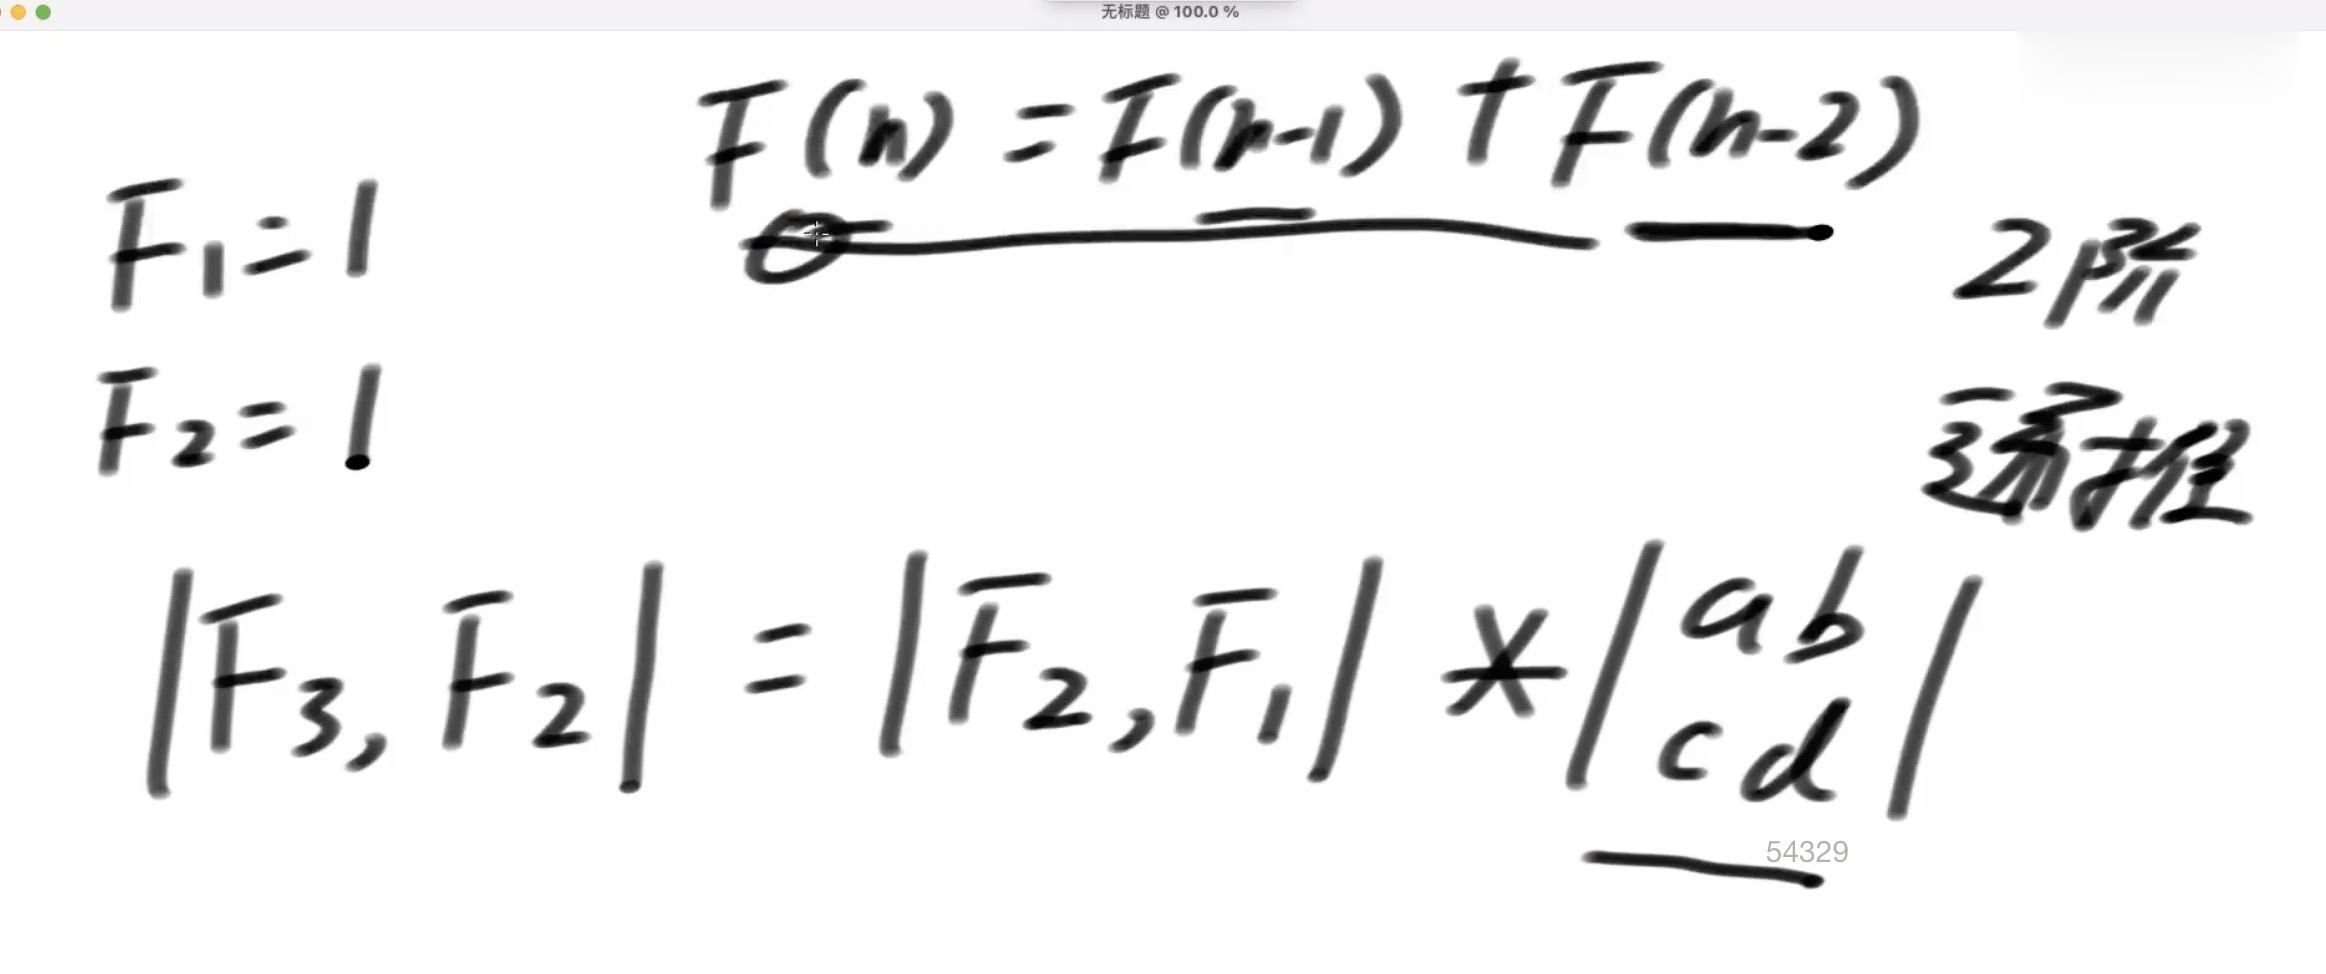 无标题 @ 100.0 %
F(n) = F(n-1) + F(n-2)
F1 = 1
2阶
F2 = 1
递推
|F3, F2| = |F2, F1| * |a b
c d|
54329